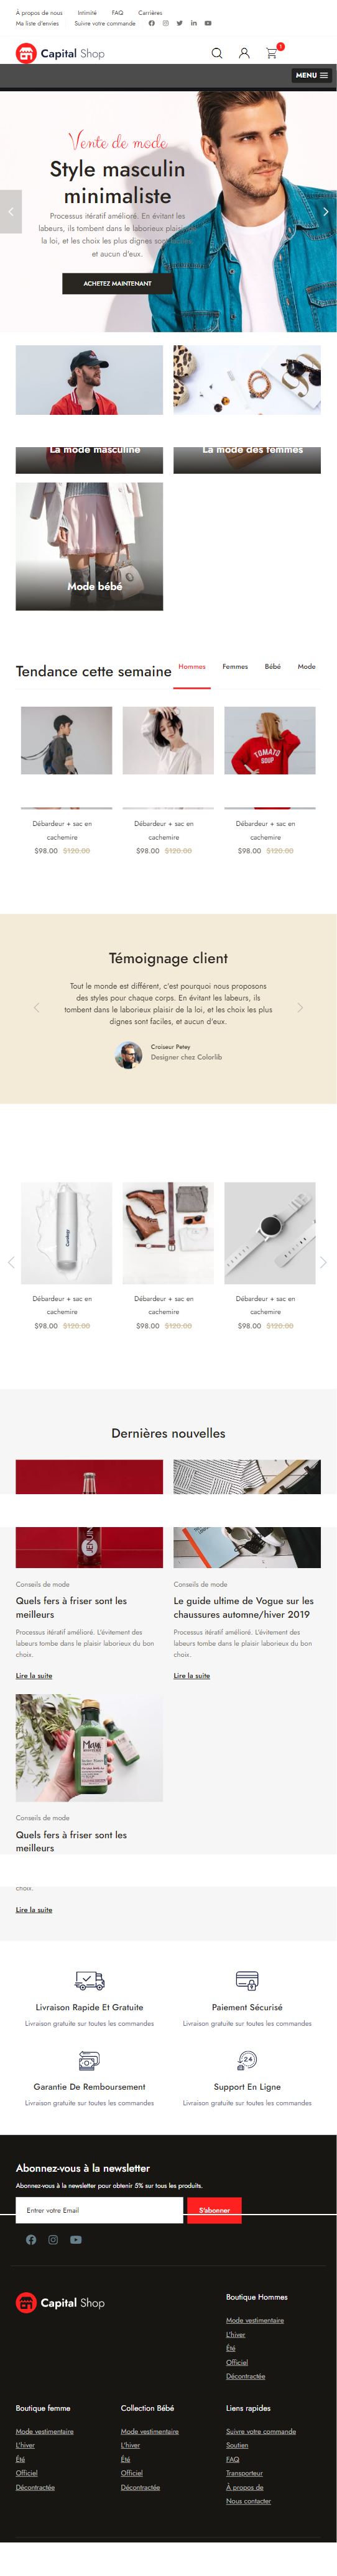 À propos de nous Intimité FAQ Carrières
Ma liste d'envies Suivre votre commande
Capital Shop
1
MENU
Vente de mode
Style masculin
minimaliste
Processus itératif amélioré. En évitant les
labeurs, ils tombent dans le laborieux plaisir de
la loi, et les choix les plus dignes sont faciles,
et aucun d'eux.
ACHETEZ MAINTENANT
La mode masculine
La mode des femmes
Mode bébé
Tendance cette semaine
Hommes Femmes Bébé Mode
TOMATO
SOUP
Débardeur + sac en
cachemire
$98.00 $120.00
Débardeur + sac en
cachemire
$98.00 $120.00
Débardeur + sac en
cachemire
$98.00 $120.00
Témoignage client
Tout le monde est différent, c'est pourquoi nous proposons
des styles pour chaque corps. En évitant les labeurs, ils
tombent dans le laborieux plaisir de la loi, et les choix les plus
dignes sont faciles, et aucun d'eux.
Croiseur Petey
Designer chez Colorlib
Débardeur + sac en
cachemire
$98.00 $120.00
Débardeur + sac en
cachemire
$98.00 $120.00
Débardeur + sac en
cachemire
$98.00 $120.00
Dernières nouvelles
Conseils de mode
Quels fers à friser sont les
meilleurs
Processus itératif amélioré. L'évitement des
labeurs tombe dans le plaisir laborieux du bon
choix.
Lire la suite
Conseils de mode
Le guide ultime de Vogue sur les
chaussures automne/hiver 2019
Processus itératif amélioré. L'évitement des
labeurs tombe dans le plaisir laborieux du bon
choix.
Lire la suite
Conseils de mode
Quels fers à friser sont les
meilleurs
choix.
Lire la suite
Livraison Rapide Et Gratuite
Livraison gratuite sur toutes les commandes
Paiement Sécurisé
Livraison gratuite sur toutes les commandes
Garantie De Remboursement
Livraison gratuite sur toutes les commandes
24
Support En Ligne
Livraison gratuite sur toutes les commandes
Abonnez-vous à la newsletter
Abonnez-vous à la newsletter pour obtenir 5% sur tous les produits.
Entrer votre Email
S'abonner
Capital Shop
Boutique Hommes
Mode vestimentaire
L'hiver
Été
Officiel
Décontractée
Boutique femme
Mode vestimentaire
L'hiver
Été
Officiel
Décontractée
Collection Bébé
Mode vestimentaire
L'hiver
Été
Officiel
Décontractée
Liens rapides
Suivre votre commande
Soutien
FAQ
Transporteur
À propos de
Nous contacter